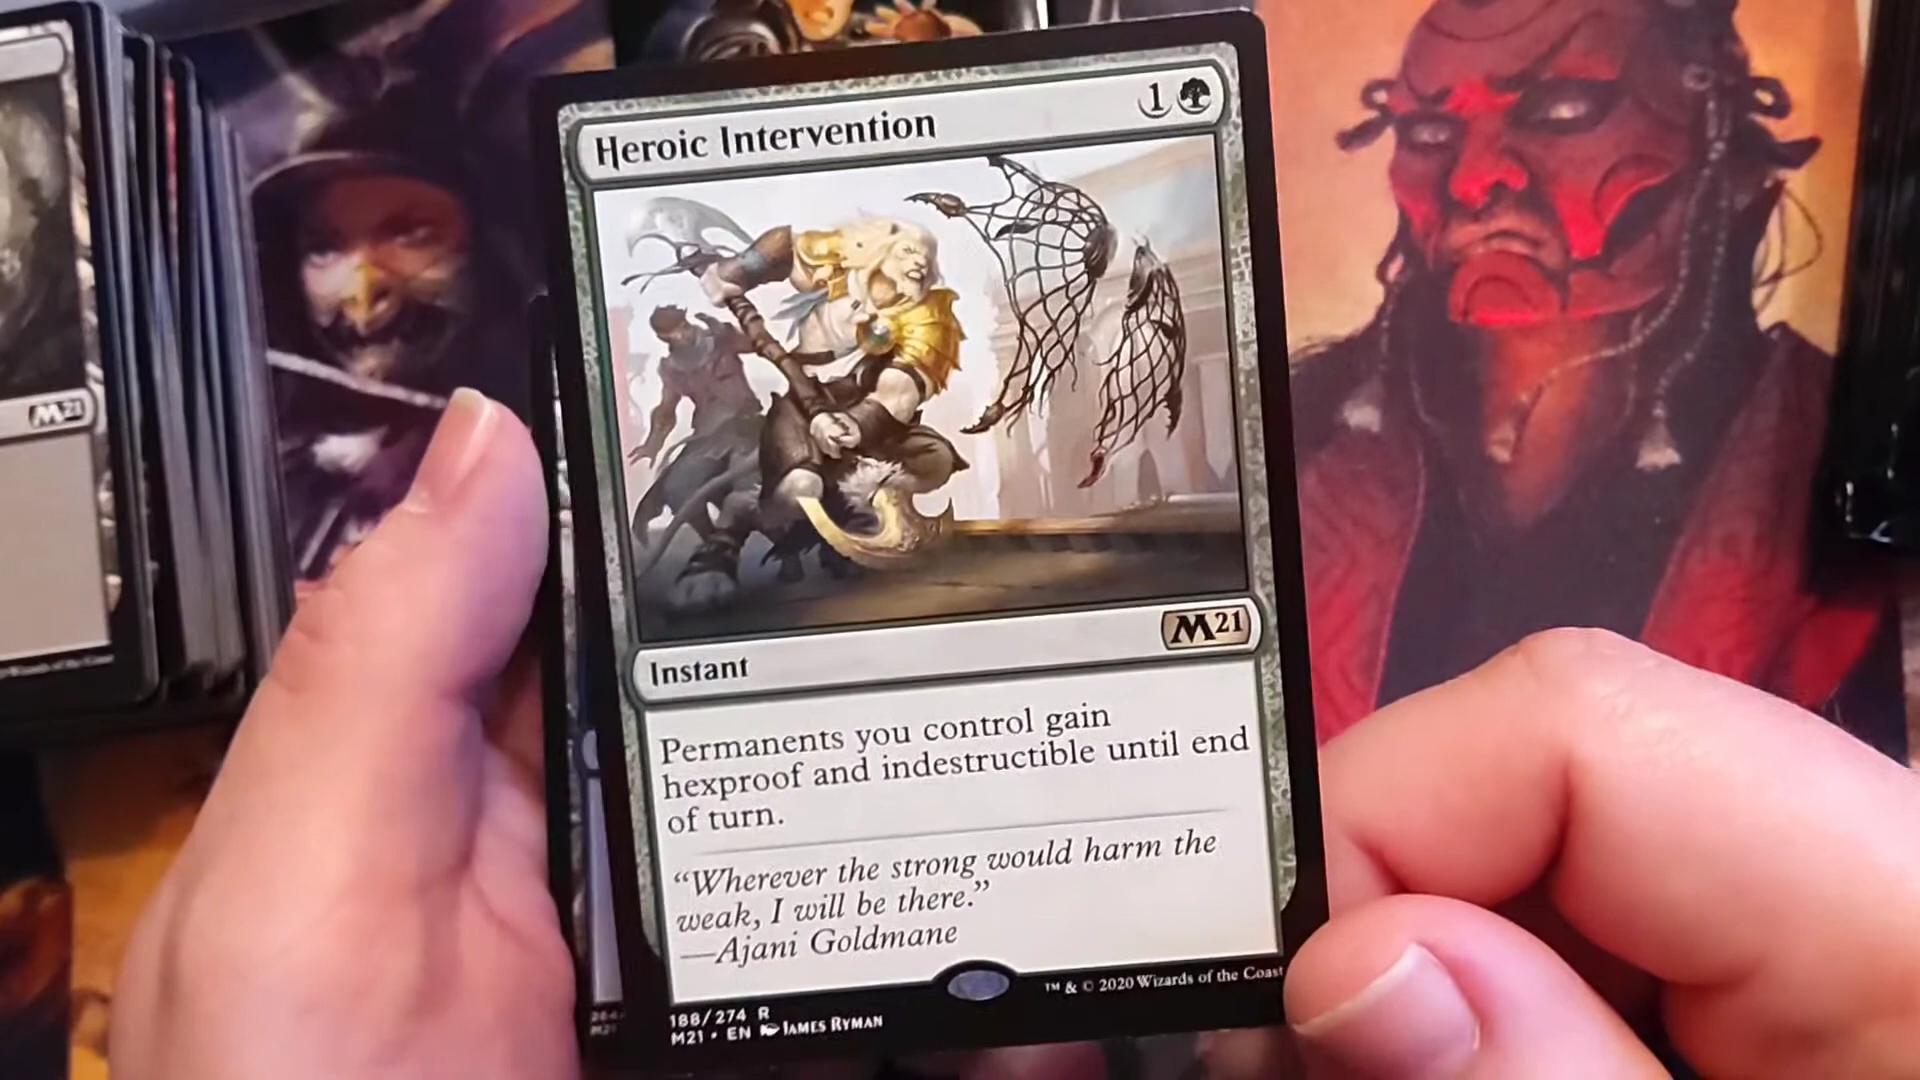 M21
Heroic Intervention 1
Instant M21
Permanents you control gain
hexproof and indestructible until end
of turn.
“Wherever the strong would harm the
weak, I will be there.”
—Ajani Goldmane
™ & © 2020 Wizards of the Coast
188/274 R
M21 • EN James Ryman
M21